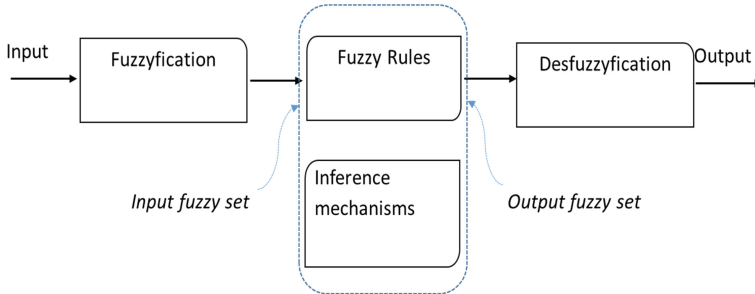 Input
Fuzzyfication
Fuzzy Rules
Desfuzzyfication
Output
Input fuzzy set
Inference
mechanisms
Output fuzzy set